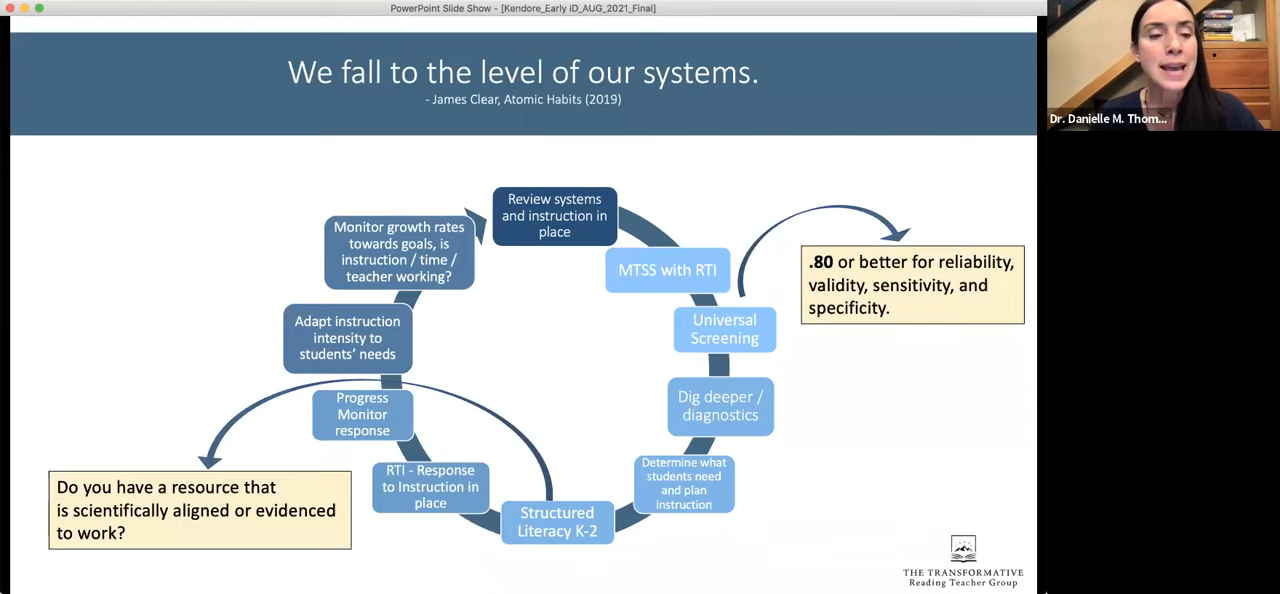 PowerPoint Slide Show - [Kendore_Early iD_AUG_2021_Final]
We fall to the level of our systems.
- James Clear, Atomic Habits (2019)
Dr. Danielle M. Thom...
Review systems
and instruction in
place
MTSS with RTI
Universal
Screening
.80 or better for reliability,
validity, sensitivity, and
specificity.
Dig deeper /
diagnostics
Determine what
students need
and plan
instruction
Structured
Literacy K-2
RTI - Response
to Instruction in
place
Progress
Monitor
response
Adapt instruction
intensity to
students' needs
Monitor growth rates
towards goals, is
instruction / time /
teacher working?
Do you have a resource that
is scientifically aligned or evidenced
to work?
THE TRANSFORMATIVE
Reading Teacher Group